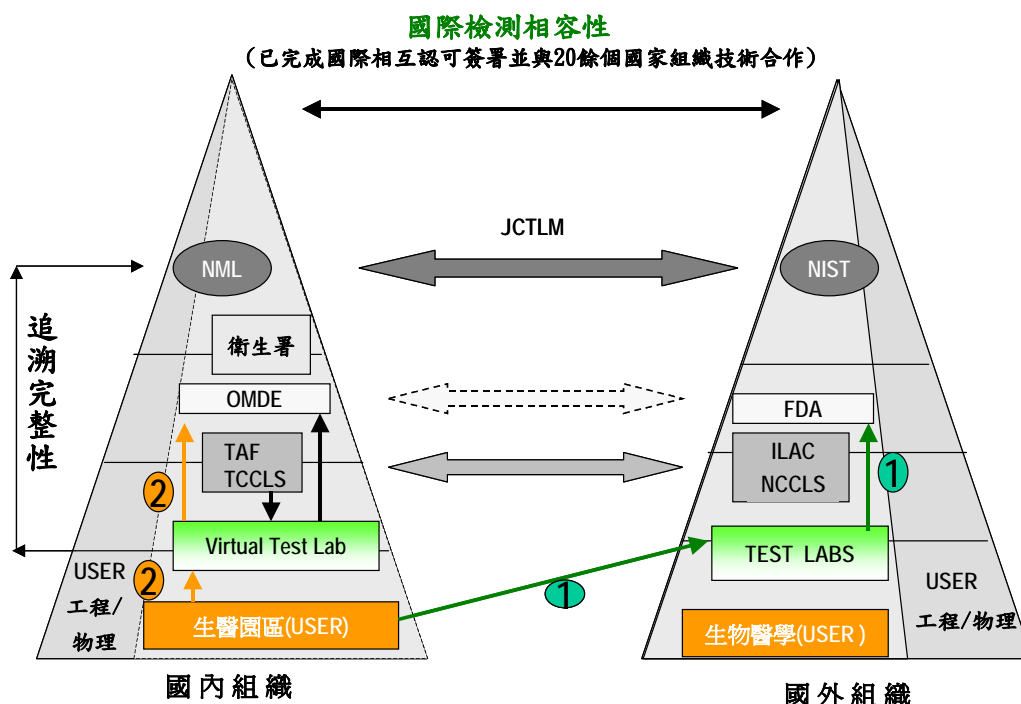 國際檢測相容性
(已完成國際相互認可簽署並與20餘個國家組織技術合作)
JCTLM
NML
NIST
追溯完整性
衛生署
OMDE
FDA
TAF
TCCLS
ILAC
NCCLS
2
1
Virtual Test Lab
TEST LABS
USER
工程/
物理
2
1
USER
工程/物理
生醫園區(USER)
生物醫學(USER )
國內組織
國外組織